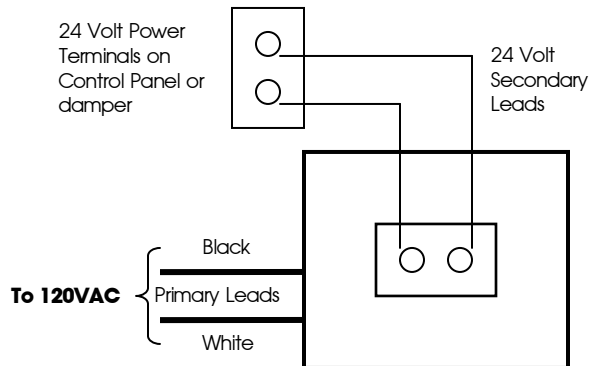 24 Volt Power
Terminals on
Control Panel or
damper
24 Volt
Secondary
Leads
Black
To 120VAC
Primary Leads
White